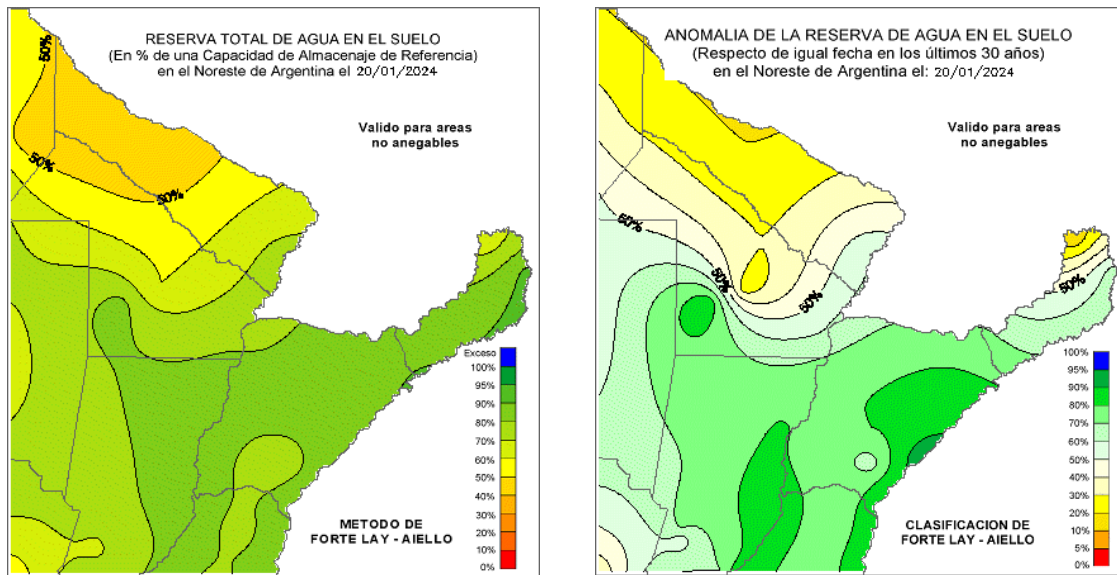 RESERVA TOTAL DE AGUA EN EL SUELO
(En % de una Capacidad de Almacenaje de Referencia)
en el Noreste de Argentina el 20/01/2024
Valido para areas
no anegables
50%
50%
50%
Exceso
100%
95%
90%
80%
70%
60%
50%
40%
30%
20%
10%
0%
METODO DE
FORTE LAY - AIELLO
ANOMALIA DE LA RESERVA DE AGUA EN EL SUELO
(Respecto de igual fecha en los últimos 30 años)
en el Noreste de Argentina el: 20/01/2024
Valido para areas
no anegables
50%
50%
50%
50%
100%
95%
90%
80%
70%
60%
50%
40%
30%
20%
10%
5%
0%
CLASIFICACION DE
FORTE LAY - AIELLO